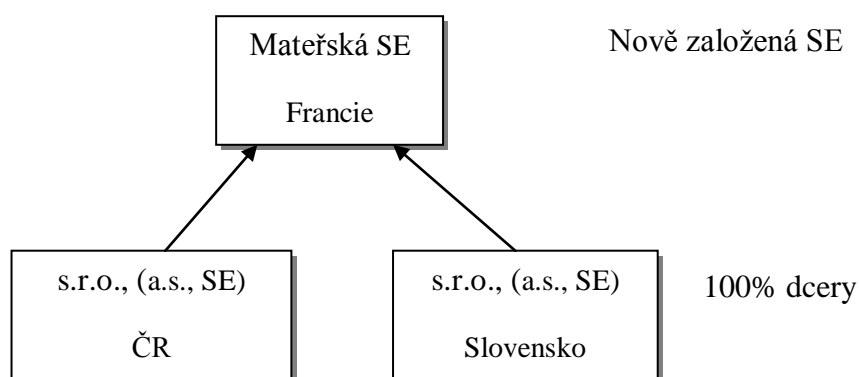 Mateřská SE
Francie
Nově založená SE
s.r.o., (a.s., SE)
ČR
s.r.o., (a.s., SE)
Slovensko
100% dcery